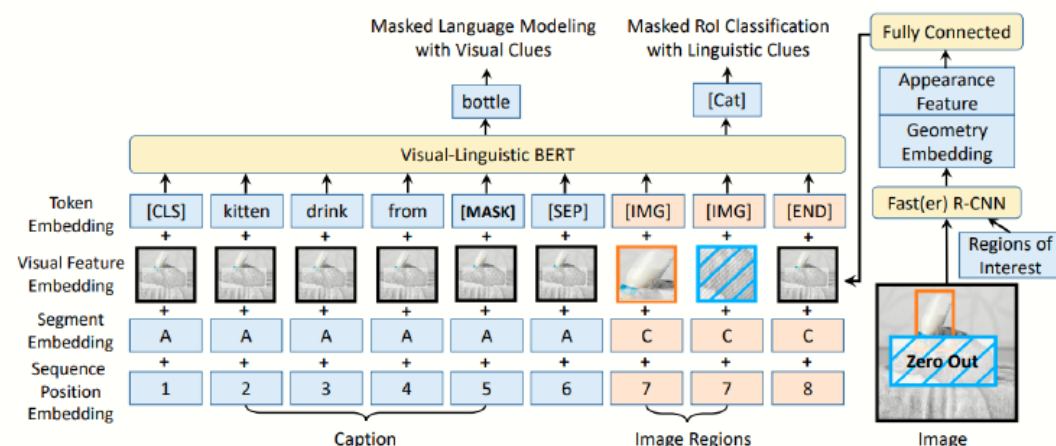 Masked Language Modeling
with Visual Clues
Masked RoI Classification
with Linguistic Clues
Fully Connected
bottle
[Cat]
Appearance
Feature
Geometry
Embedding
Visual-Linguistic BERT
Token
Embedding
[CLS] kitten drink from [MASK] [SEP] [IMG] [IMG] [END]
Fast(er) R-CNN
+ + + + + + + + +
Regions of
Interest
Visual Feature
Embedding
+ + + + + + + + +
Segment
Embedding
A A A A A A C C C
+ + + + + + + + +
Zero Out
Sequence
Position
Embedding
1 2 3 4 5 6 7 7 8
Caption
Image Regions
Image